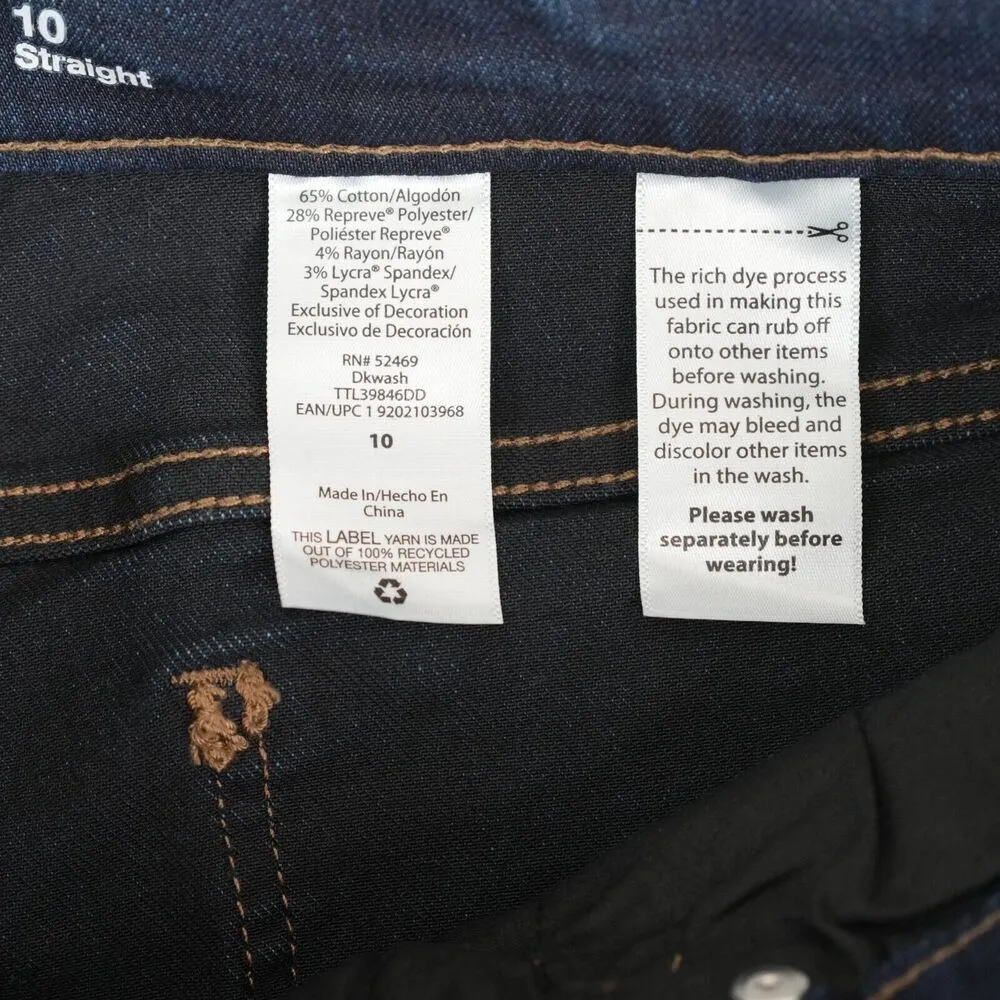 10
Straight
65% Cotton/Algodón
28% Repreve® Polyester/
Poliéster Repreve®
4% Rayon/Rayón
3% Lycra® Spandex/
Spandex Lycra®
Exclusive of Decoration
Exclusivo de Decoración
RN# 52469
Dkwash
TTL39846DD
EAN/UPC 1 9202103968
10
Made In/Hecho En
China
THIS LABEL YARN IS MADE
OUT OF 100% RECYCLED
POLYESTER MATERIALS
The rich dye process
used in making this
fabric can rub off
onto other items
before washing.
During washing, the
dye may bleed and
discolor other items
in the wash.
Please wash
separately before
wearing!